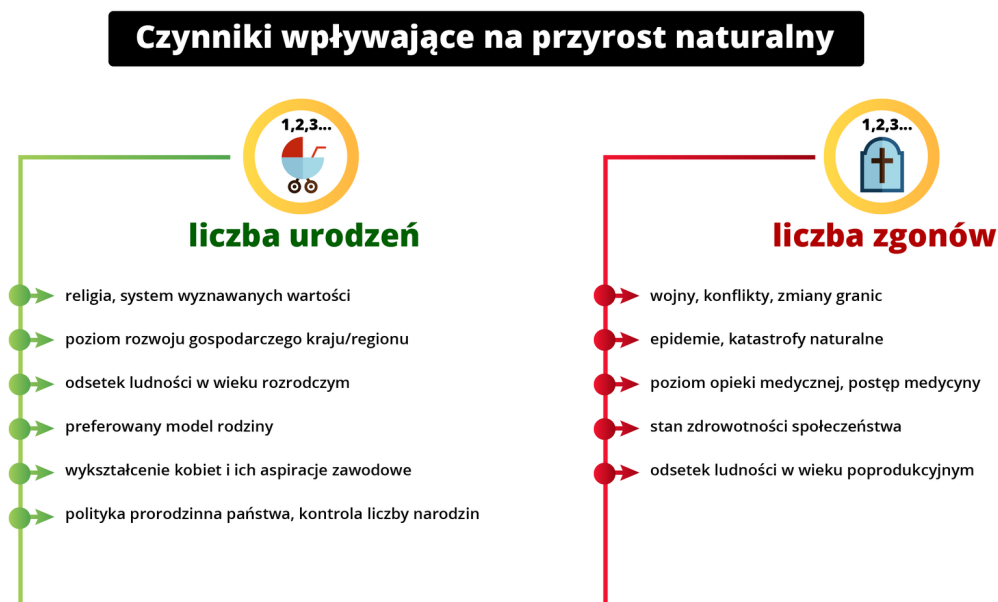 Czynniki wpływające na przyrost naturalny
1,2,3...
liczba urodzeń
religia, system wyznawanych wartości
poziom rozwoju gospodarczego kraju/regionu
odsetek ludności w wieku rozrodczym
preferowany model rodziny
wykształcenie kobiet i ich aspiracje zawodowe
polityka prorodzinna państwa, kontrola liczby narodzin
1,2,3...
liczba zgonów
wojny, konflikty, zmiany granic
epidemie, katastrofy naturalne
poziom opieki medycznej, postęp medycyny
stan zdrowotności społeczeństwa
odsetek ludności w wieku poprodukcyjnym